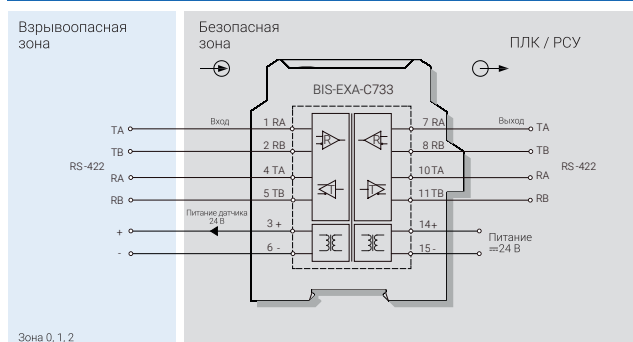 Взрывоопасная
зона
Безопасная
зона
ПЛК / РСУ
BIS-EXA-C733
TA
Вход
1 RA
7 RA
Выход
TA
TB
2 RB
8 RB
TB
RS-422
RS-422
RA
4 TA
10 TA
RA
RB
5 TB
11 TB
RB
R
R
T
T
Питание датчика
24 В
+
3 +
14+
-
6 -
15 -
Питание
⎓24 В
Зона 0, 1, 2